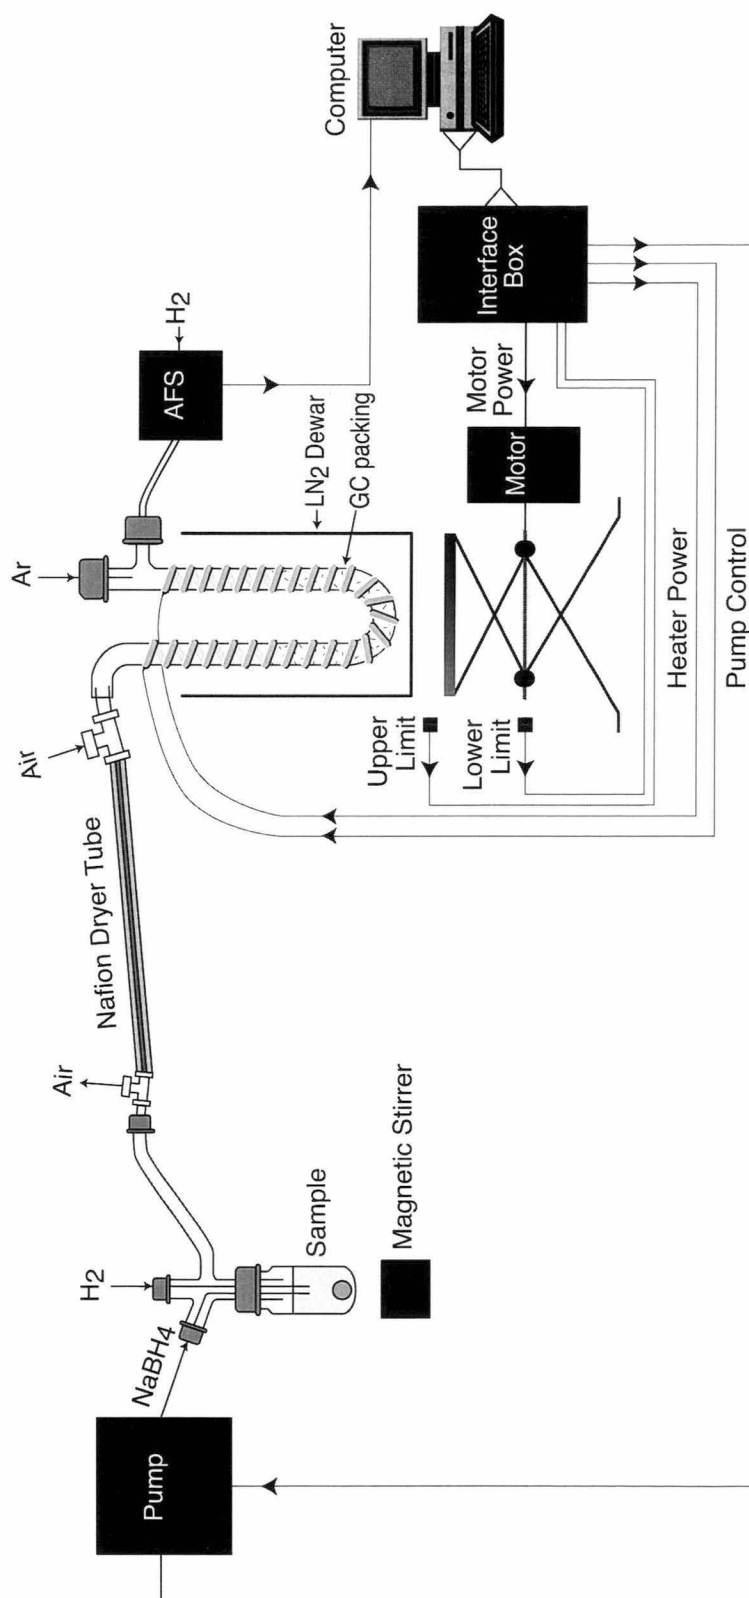 Pump
NaBH4
H2
Sample
Magnetic Stirrer
Air
Nafion Dryer Tube
Air
Ar
AFS
H2
LN2 Dewar
GC packing
Upper
Limit
Lower
Limit
Motor
Motor
Power
Interface
Box
Computer
Heater Power
Pump Control